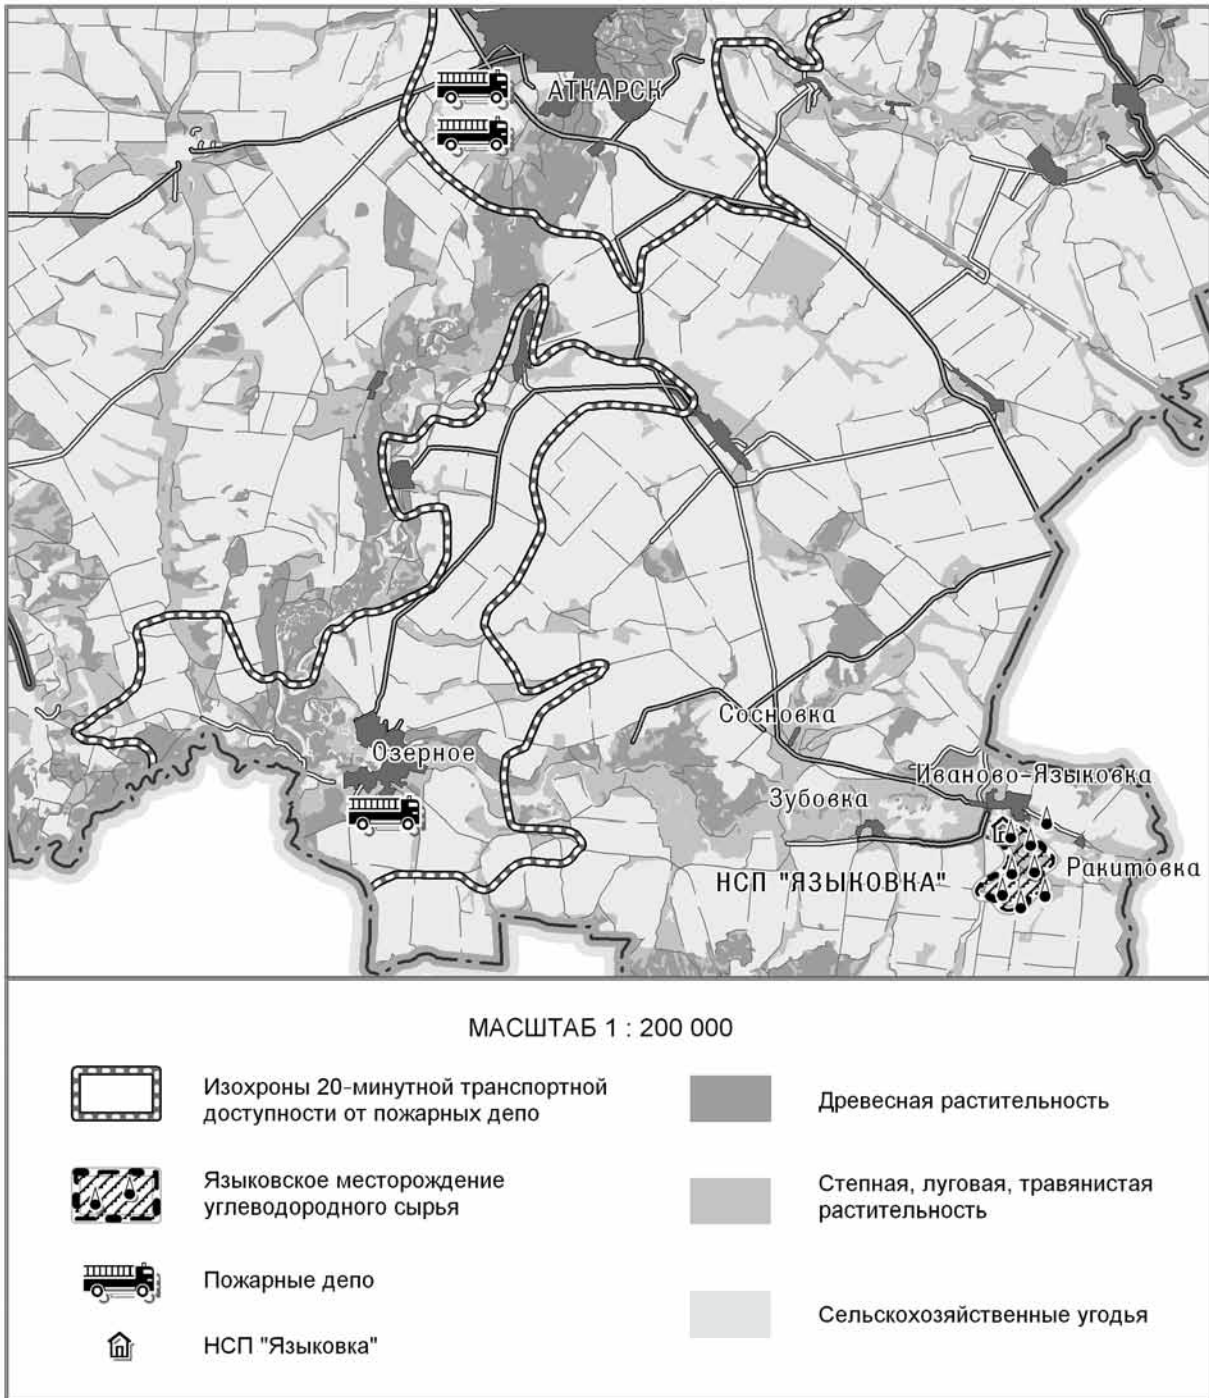 АТКАРСК
Сосновка
Озерное
Иваново-Языковка
Зубовка
Ракитовка
НСП "ЯЗЫКОВКА"
МАСШТАБ 1 : 200 000
Изохроны 20-минутной транспортной
доступности от пожарных депо
Языковское месторождение
углеводородного сырья
Пожарные депо
НСП "Языковка"
Древесная растительность
Степная, луговая, травянистая
растительность
Сельскохозяйственные угодья